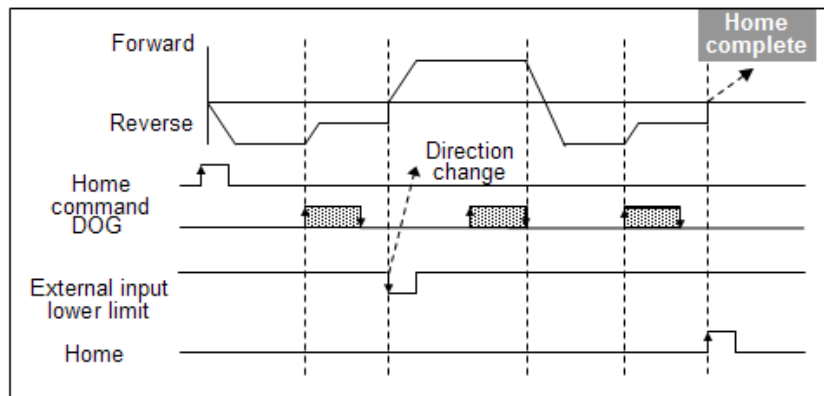 Forward
Home
complete
Reverse
Direction
change
Home
command
DOG
External input
lower limit
Home